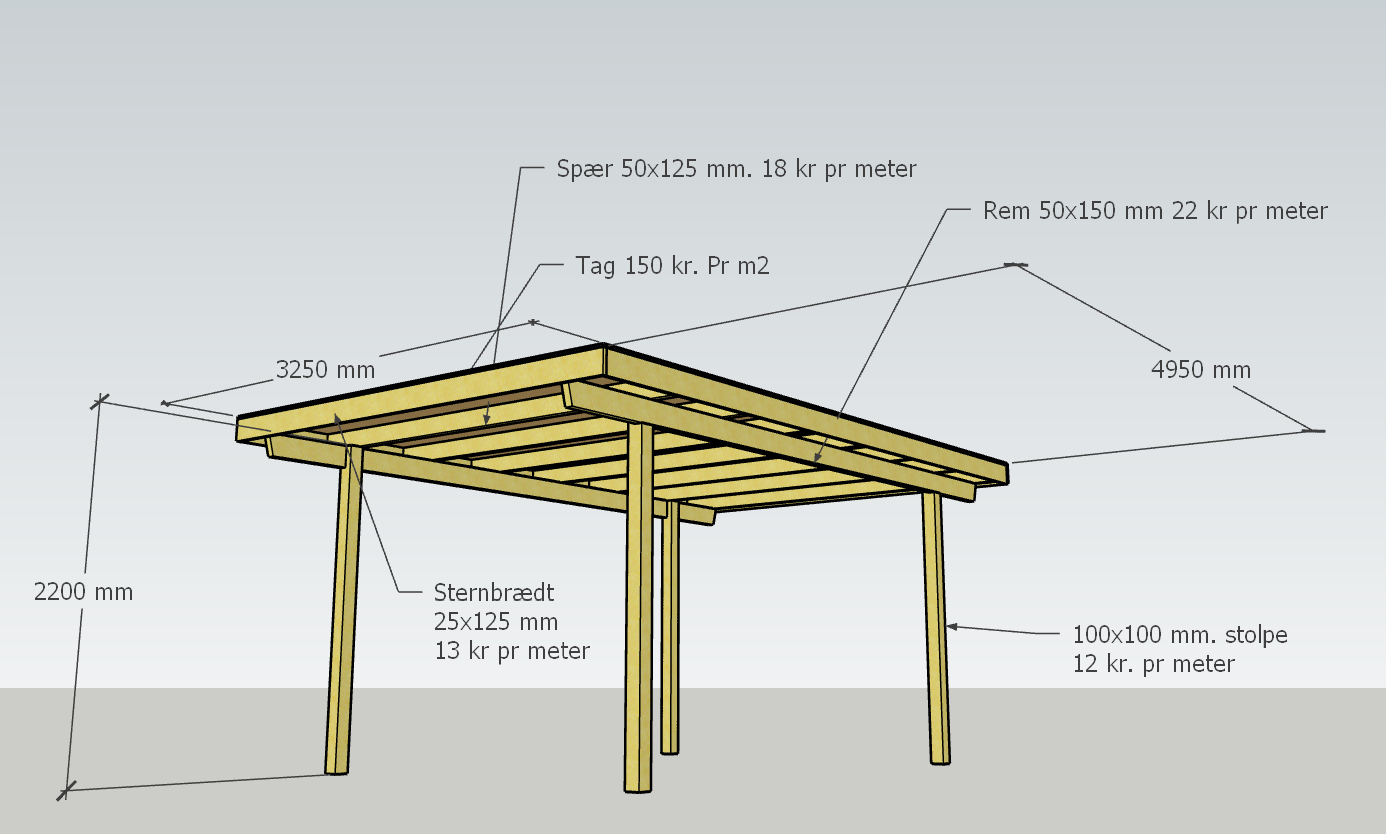 Spær 50x125 mm. 18 kr pr meter
Rem 50x150 mm 22 kr pr meter
Tag 150 kr. Pr m2
3250 mm
4950 mm
2200 mm
Sternbrædt
25x125 mm
13 kr pr meter
100x100 mm. stolpe
12 kr. pr meter